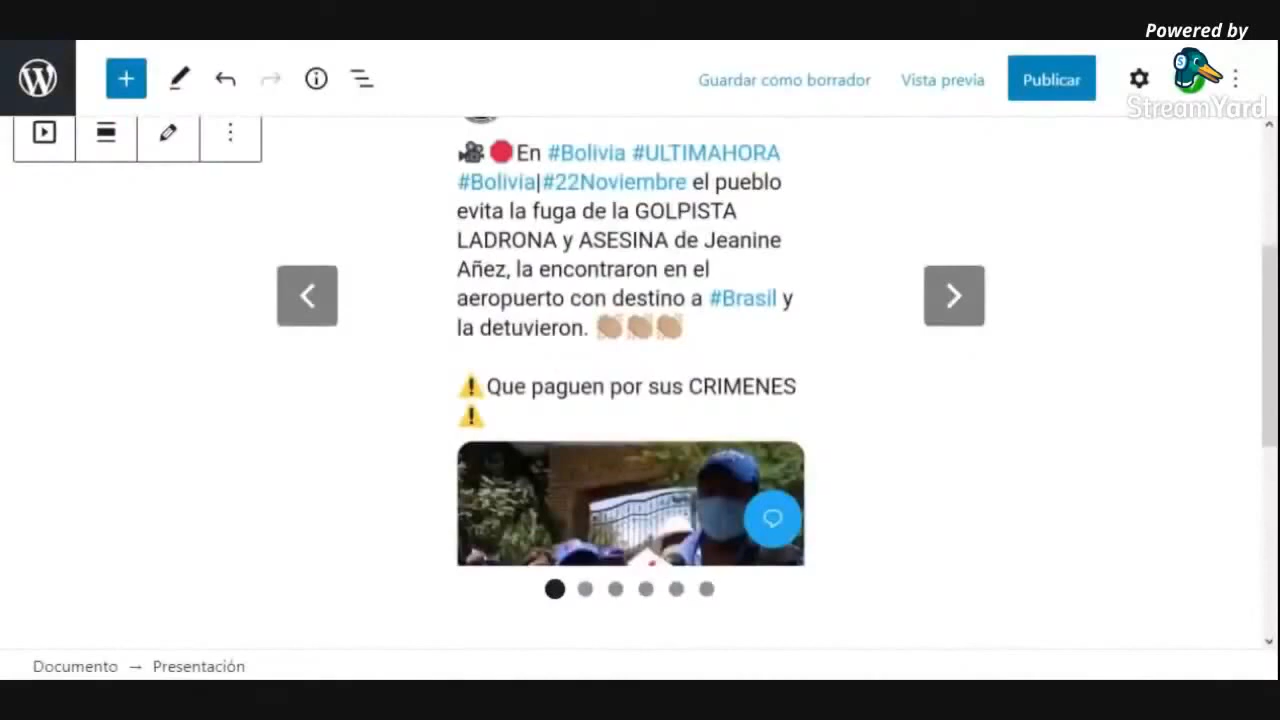 Powered by
StreamYard
Guardar como borrador
Vista previa
Publicar
En #Bolivia #ULTIMAHORA
#Bolivia|#22Noviembre el pueblo
evita la fuga de la GOLPISTA
LADRONA y ASESINA de Jeanine
Añez, la encontraron en el
aeropuerto con destino a #Brasil y
la detuvieron.
Que paguen por sus CRIMENES
Documento → Presentación